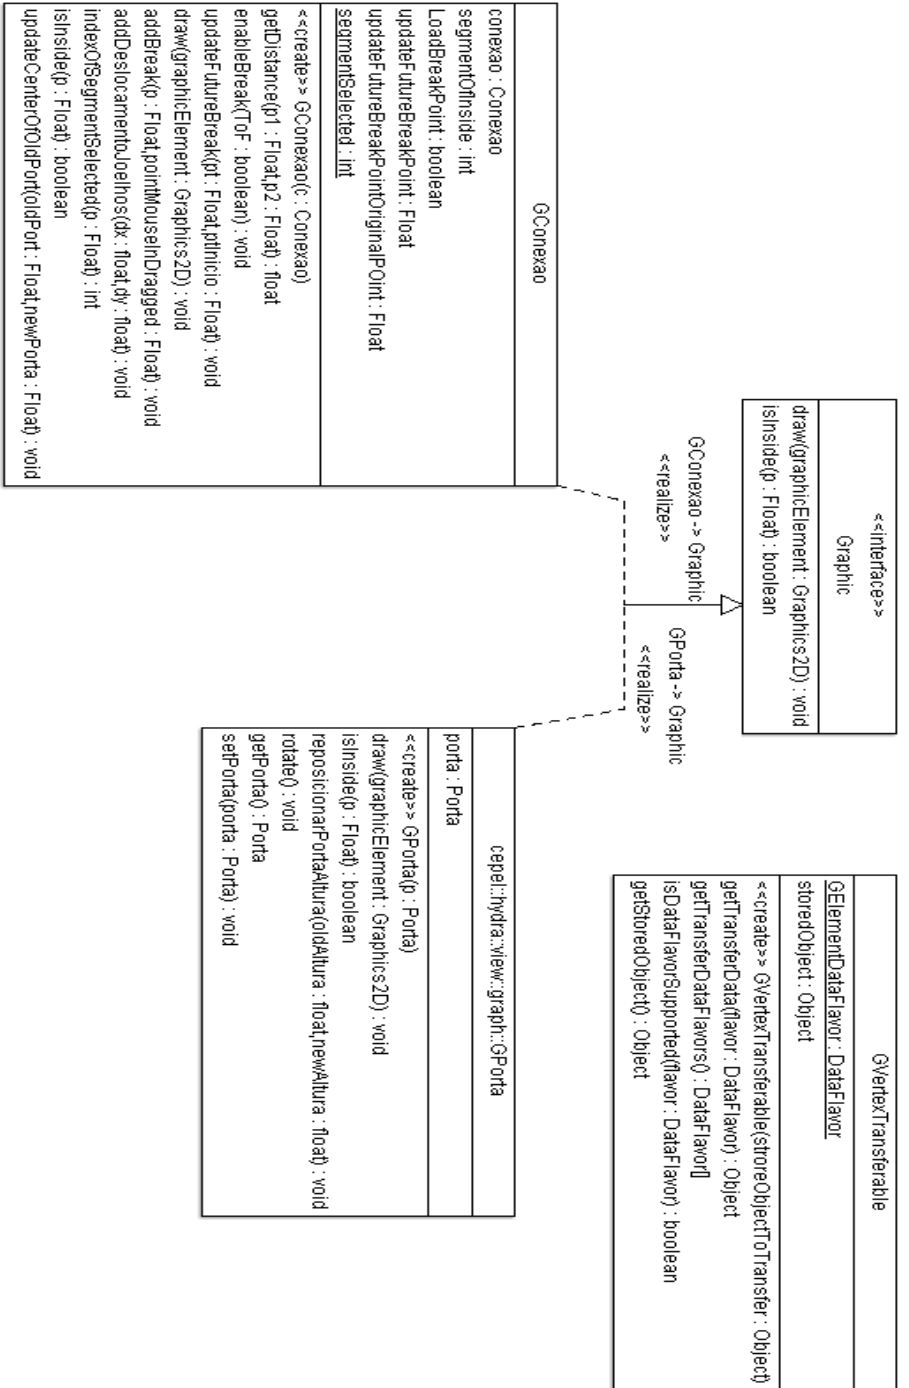 <<interface>>
Graphic
draw(graphicElement : Graphics2D) : void
isInside(p : Float) : boolean
GConexao -> Graphic
<<realize>>
GPorta -> Graphic
<<realize>>
GConexao
conexao : Conexao
segmentOfInside : int
LoadBreakPoint : boolean
updateFutureBreakPoint : Float
updateFutureBreakPointOriginalPOint : Float
segmentSelected : int
<<create>> GConexao(c : Conexao)
getDistance(p1 : Float,p2 : Float) : float
enableBreak(ToF : boolean) : void
updateFutureBreak(pt : Float,ptInicio : Float) : void
draw(graphicElement : Graphics2D) : void
addBreak(p : Float,pointMouseInDragged : Float) : void
addDeslocamentoJoelhos(dx : float,dy : float) : void
indexOfSegmentSelected(p : Float) : int
isInside(p : Float) : boolean
updateCenterOfOldPort(oldPort : Float,newPorta : Float) : void
cepel::hydra::view::graph::GPorta
porta : Porta
<<create>> GPorta(p : Porta)
draw(graphicElement : Graphics2D) : void
isInside(p : Float) : boolean
reposicionarPortaAltura(oldAltura : float,newAltura : float) : void
rotate() : void
getPorta() : Porta
setPorta(porta : Porta) : void
GVertexTransferable
GElementDataFlavor : DataFlavor
storedObject : Object
<<create>> GVertexTransferable(stroreObjectToTransfer : Object)
getTransferData(flavor : DataFlavor) : Object
getTransferDataFlavors() : DataFlavor[]
isDataFlavorSupported(flavor : DataFlavor) : boolean
getStoredObject() : Object